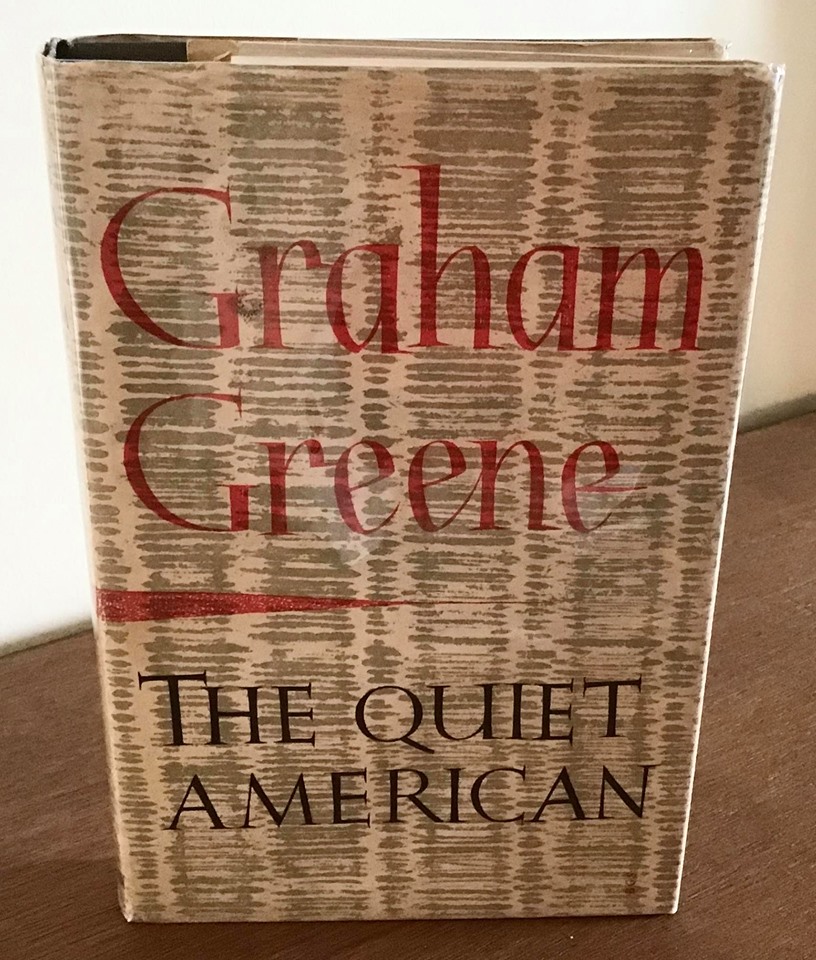 Graham
Greene
THE QUIET
AMERICAN